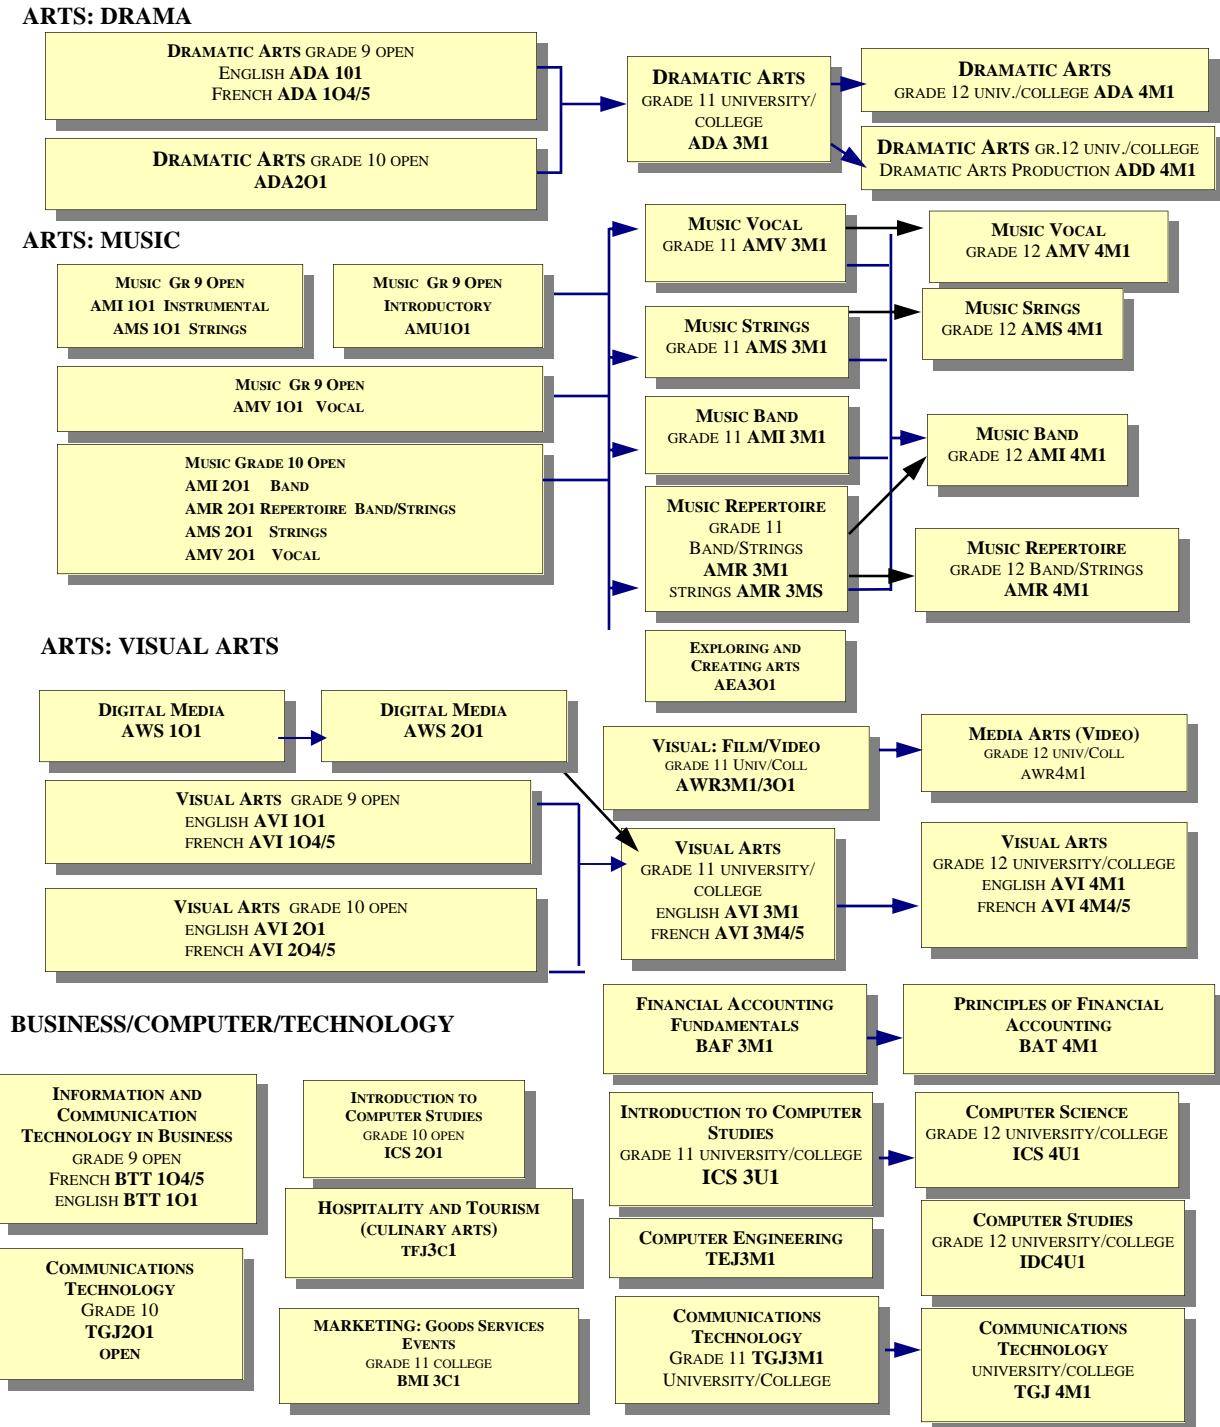 ARTS: DRAMA
DRAMATIC ARTS GRADE 9 OPEN
ENGLISH ADA 1O1
FRENCH ADA 1O4/5
DRAMATIC ARTS GRADE 10 OPEN
ADA2O1
DRAMATIC ARTS
GRADE 11 UNIVERSITY/
COLLEGE
ADA 3M1
DRAMATIC ARTS
GRADE 12 UNIV./COLLEGE ADA 4M1
DRAMATIC ARTS GR.12 UNIV./COLLEGE
DRAMATIC ARTS PRODUCTION ADD 4M1
ARTS: MUSIC
MUSIC GR 9 OPEN
AMI 1O1 INSTRUMENTAL
AMS 1O1 STRINGS
MUSIC GR 9 OPEN
INTRODUCTORY
AMU1O1
MUSIC GR 9 OPEN
AMV 1O1 VOCAL
MUSIC GRADE 10 OPEN
AMI 2O1 BAND
AMR 2O1 REPERTOIRE BAND/STRINGS
AMS 2O1 STRINGS
AMV 2O1 VOCAL
MUSIC VOCAL
GRADE 11 AMV 3M1
MUSIC STRINGS
GRADE 11 AMS 3M1
MUSIC BAND
GRADE 11 AMI 3M1
MUSIC REPERTOIRE
GRADE 11
BAND/STRINGS
AMR 3M1
STRINGS AMR 3MS
EXPLORING AND
CREATING ARTS
AEA3O1
MUSIC VOCAL
GRADE 12 AMV 4M1
MUSIC SRINGS
GRADE 12 AMS 4M1
MUSIC BAND
GRADE 12 AMI 4M1
MUSIC REPERTOIRE
GRADE 12 BAND/STRINGS
AMR 4M1
ARTS: VISUAL ARTS
DIGITAL MEDIA
AWS 1O1
DIGITAL MEDIA
AWS 2O1
VISUAL ARTS GRADE 9 OPEN
ENGLISH AVI 1O1
FRENCH AVI 1O4/5
VISUAL ARTS GRADE 10 OPEN
ENGLISH AVI 2O1
FRENCH AVI 2O4/5
VISUAL: FILM/VIDEO
GRADE 11 UNIV/COLL
AWR3M1/3O1
VISUAL ARTS
GRADE 11 UNIVERSITY/
COLLEGE
ENGLISH AVI 3M1
FRENCH AVI 3M4/5
MEDIA ARTS (VIDEO)
GRADE 12 UNIV/COLL
AWR4M1
VISUAL ARTS
GRADE 12 UNIVERSITY/COLLEGE
ENGLISH AVI 4M1
FRENCH AVI 4M4/5
BUSINESS/COMPUTER/TECHNOLOGY
INFORMATION AND
COMMUNICATION
TECHNOLOGY IN BUSINESS
GRADE 9 OPEN
FRENCH BTT 1O4/5
ENGLISH BTT 1O1
COMMUNICATIONS
TECHNOLOGY
GRADE 10
TGJ2O1
OPEN
INTRODUCTION TO
COMPUTER STUDIES
GRADE 10 OPEN
ICS 2O1
HOSPITALITY AND TOURISM
(CULINARY ARTS)
TFJ3C1
MARKETING: GOODS SERVICES
EVENTS
GRADE 11 COLLEGE
BMI 3C1
FINANCIAL ACCOUNTING
FUNDAMENTALS
BAF 3M1
INTRODUCTION TO COMPUTER
STUDIES
GRADE 11 UNIVERSITY/COLLEGE
ICS 3U1
COMPUTER ENGINEERING
TEJ3M1
COMMUNICATIONS
TECHNOLOGY
GRADE 11 TGJ3M1
UNIVERSITY/COLLEGE
PRINCIPLES OF FINANCIAL
ACCOUNTING
BAT 4M1
COMPUTER SCIENCE
GRADE 12 UNIVERSITY/COLLEGE
ICS 4U1
COMPUTER STUDIES
GRADE 12 UNIVERSITY/COLLEGE
IDC4U1
COMMUNICATIONS
TECHNOLOGY
UNIVERSITY/COLLEGE
TGJ 4M1